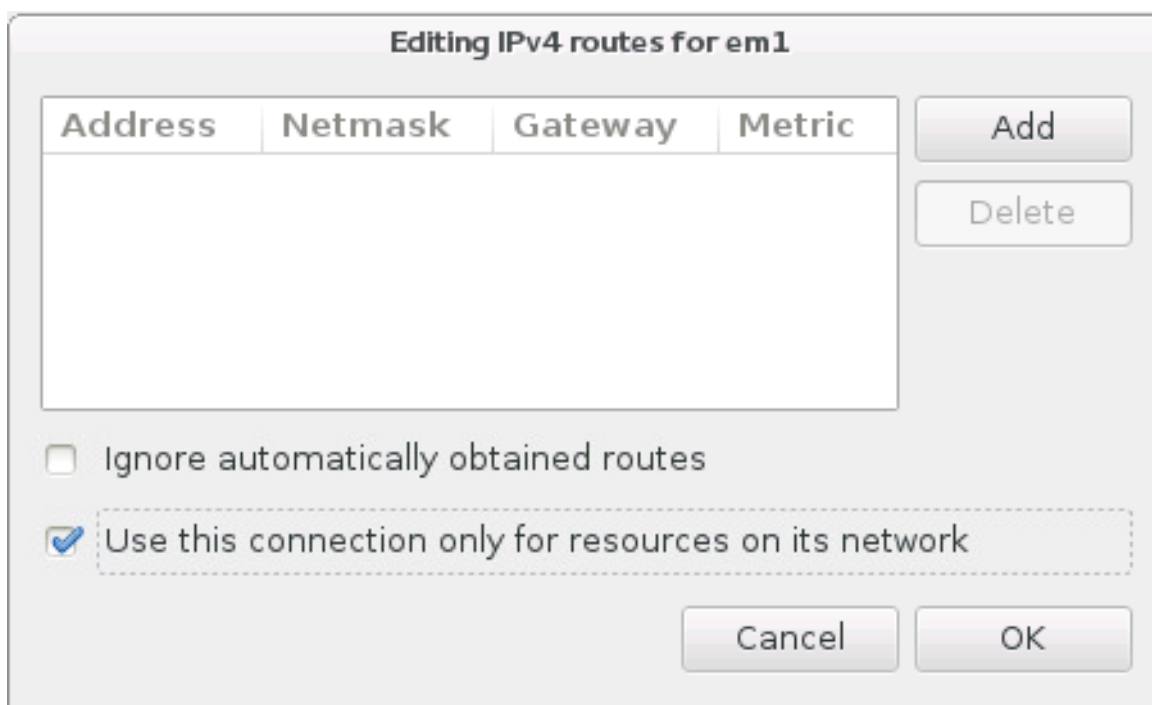 Editing IPv4 routes for em1
Address Netmask Gateway Metric
Add
Delete
Ignore automatically obtained routes
Use this connection only for resources on its network
Cancel OK